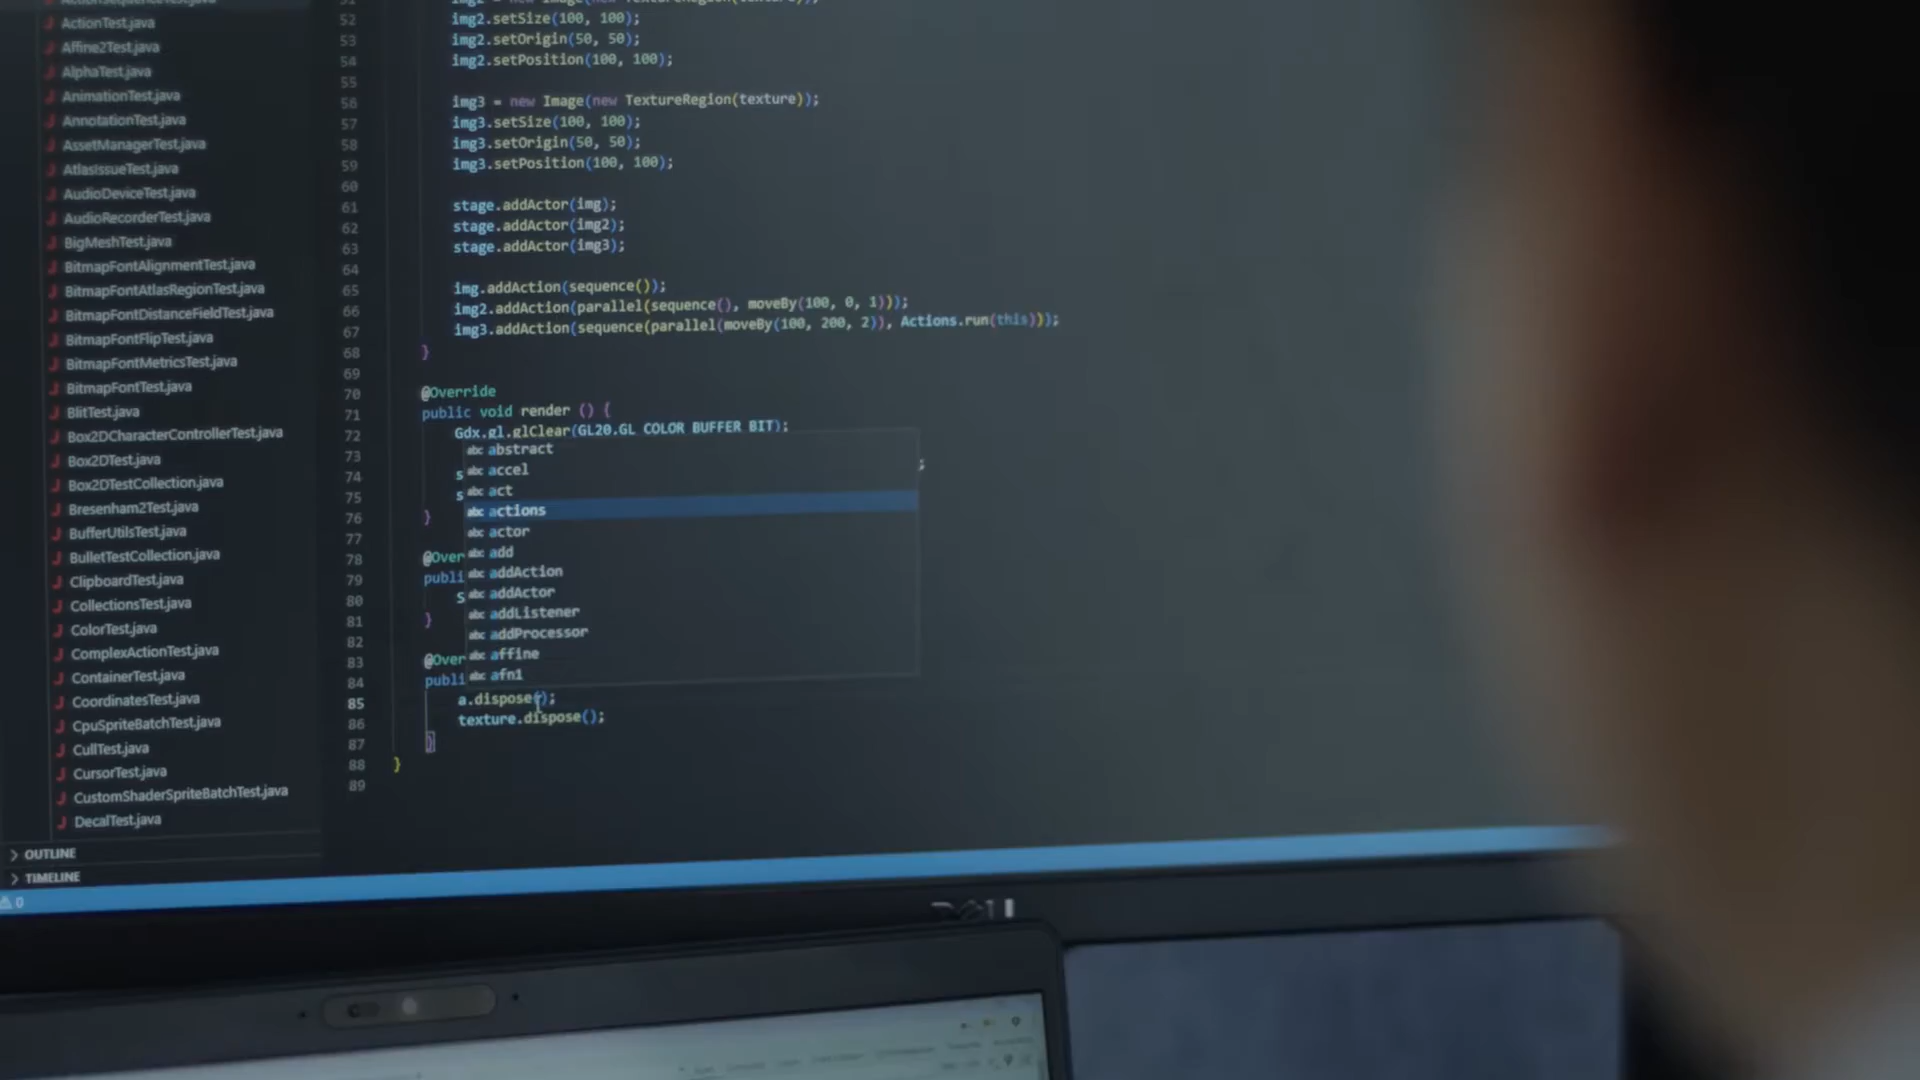 ActionTest.java
Affine2Test.java
AlphaTest.java
AnimationTest.java
AnnotationTest.java
AssetManagerTest.java
AtlasIssueTest.java
AudioDeviceTest.java
AudioRecorderTest.java
BigMeshTest.java
BitmapFontAlignmentTest.java
BitmapFontAtlasRegionTest.java
BitmapFontDistanceFieldTest.java
BitmapFontFlipTest.java
BitmapFontMetricsTest.java
BitmapFontTest.java
BlitTest.java
Box2DCharacterControllerTest.java
Box2DTest.java
Box2DTestCollection.java
Bresenham2Test.java
BufferUtilsTest.java
BulletTestCollection.java
ClipboardTest.java
CollectionsTest.java
ColorTest.java
ComplexActionTest.java
ContainerTest.java
CoordinatesTest.java
CpuSpriteBatchTest.java
CullTest.java
CursorTest.java
CustomShaderSpriteBatchTest.java
DecalTest.java
OUTLINE
TIMELINE
0
52 img2.setSize(100, 100);
53 img2.setOrigin(50, 50);
54 img2.setPosition(100, 100);
55
56 img3 = new Image(new TextureRegion(texture));
57 img3.setSize(100, 100);
58 img3.setOrigin(50, 50);
59 img3.setPosition(100, 100);
60
61 stage.addActor(img);
62 stage.addActor(img2);
63 stage.addActor(img3);
64
65 img.addAction(sequence());
66 img2.addAction(parallel(sequence(), moveBy(100, 0, 1)));
67 img3.addAction(sequence(parallel(moveBy(100, 200, 2)), Actions.run(this)));
68 }
69
70 @Override
71 public void render () {
72 Gdx.gl.glClear(GL20.GL_COLOR_BUFFER_BIT);
73
74 s ;
75 s
76 }
77
78 @Over
79 publi
80 s
81 }
82
83 @Over
84 publi
85 a.dispose();
86 texture.dispose();
87 }
88 }
89
abc abstract
abc accel
abc act
abc actions
abc actor
abc add
abc addAction
abc addActor
abc addListener
abc addProcessor
abc affine
abc afn1
DELL